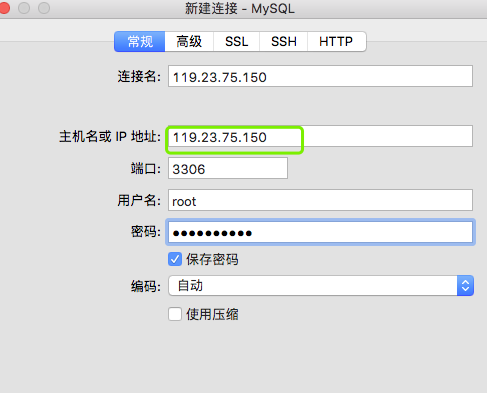 新建连接 - MySQL
常规 高级 SSL SSH HTTP
连接名: 119.23.75.150
主机名或 IP 地址: 119.23.75.150
端口: 3306
用户名: root
密码: ●●●●●●●●●●
保存密码
编码: 自动
使用压缩